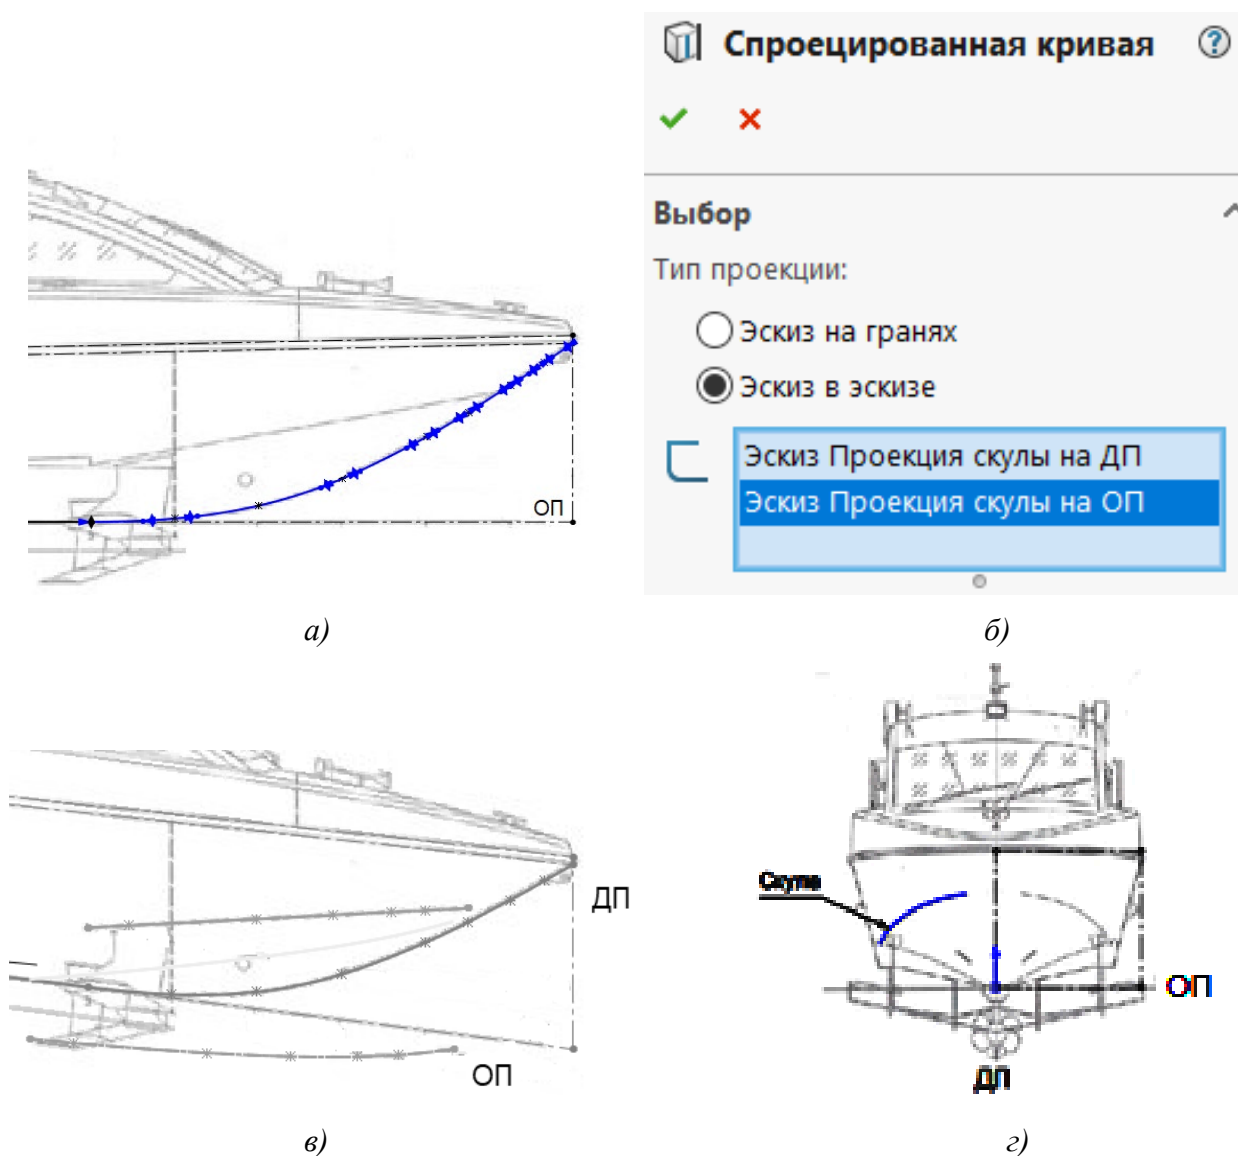 ОП
а)
Спроецированная кривая
Выбор
Тип проекции:
Эскиз на гранях
Эскиз в эскизе
Эскиз Проекция скулы на ДП
Эскиз Проекция скулы на ОП
б)
ДП
ОП
в)
Скула
ОП
ДП
г)